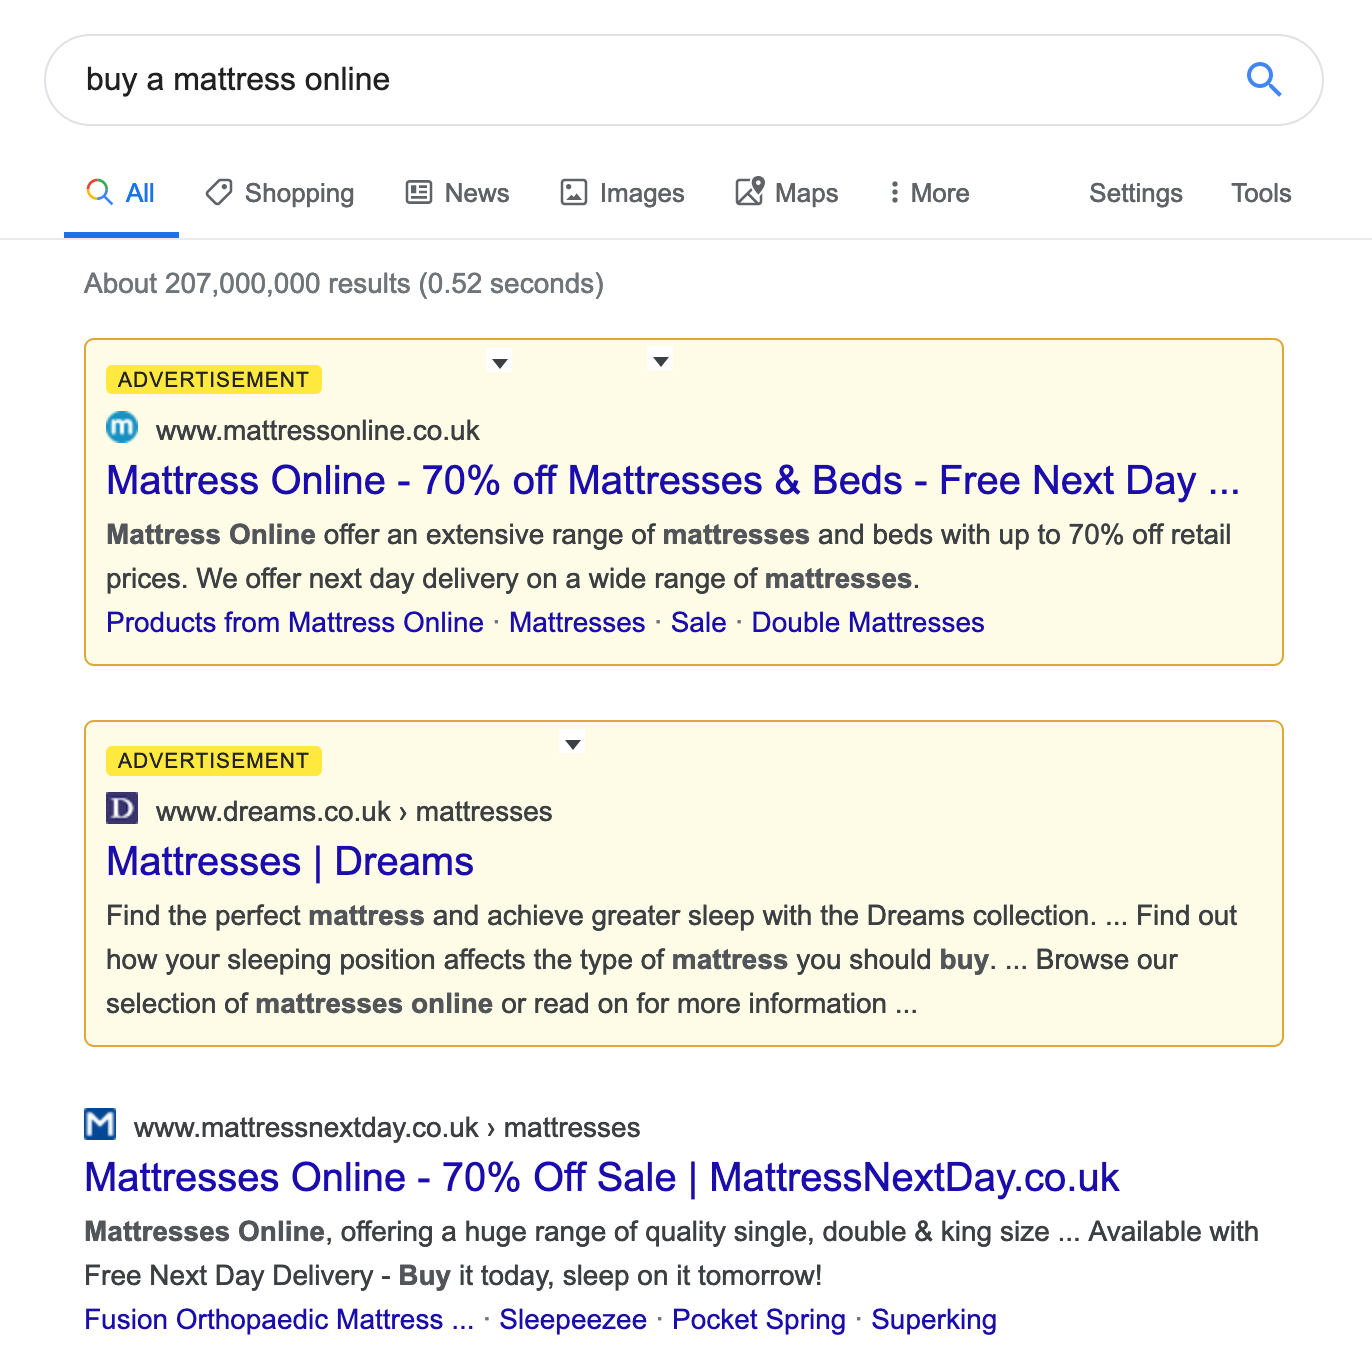 buy a mattress online
All Shopping News Images Maps More Settings Tools
About 207,000,000 results (0.52 seconds)
ADVERTISEMENT
m www.mattressonline.co.uk
Mattress Online - 70% off Mattresses & Beds - Free Next Day ...
Mattress Online offer an extensive range of mattresses and beds with up to 70% off retail
prices. We offer next day delivery on a wide range of mattresses.
Products from Mattress Online · Mattresses · Sale · Double Mattresses
ADVERTISEMENT
D www.dreams.co.uk › mattresses
Mattresses | Dreams
Find the perfect mattress and achieve greater sleep with the Dreams collection. ... Find out
how your sleeping position affects the type of mattress you should buy. ... Browse our
selection of mattresses online or read on for more information ...
M www.mattressnextday.co.uk › mattresses
Mattresses Online - 70% Off Sale | MattressNextDay.co.uk
Mattresses Online, offering a huge range of quality single, double & king size ... Available with
Free Next Day Delivery - Buy it today, sleep on it tomorrow!
Fusion Orthopaedic Mattress ... · Sleepeezee · Pocket Spring · Superking